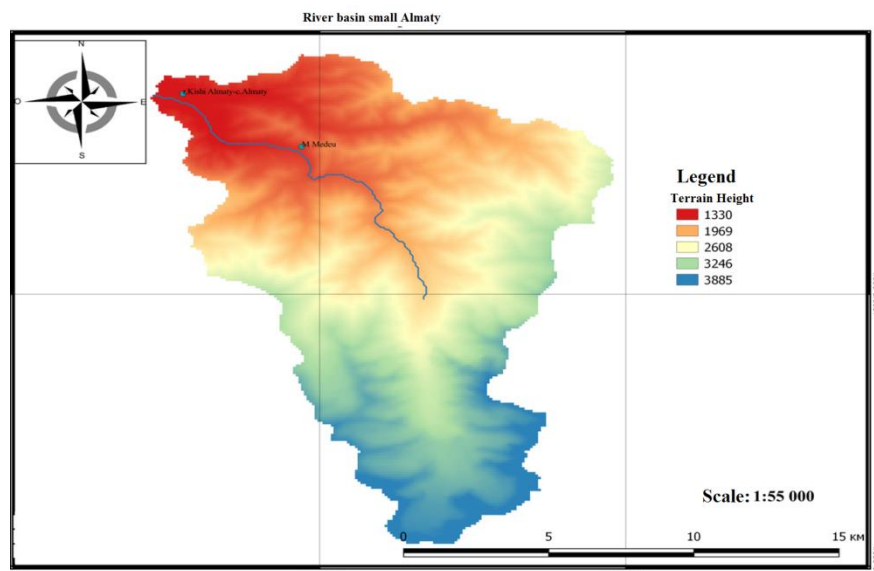 River basin small Almaty
N
O
E
S
Kishi Almaty-c.Almaty
M Medeu
Legend
Terrain Height
1330
1969
2608
3246
3885
Scale: 1:55 000
0 5 10 15 км